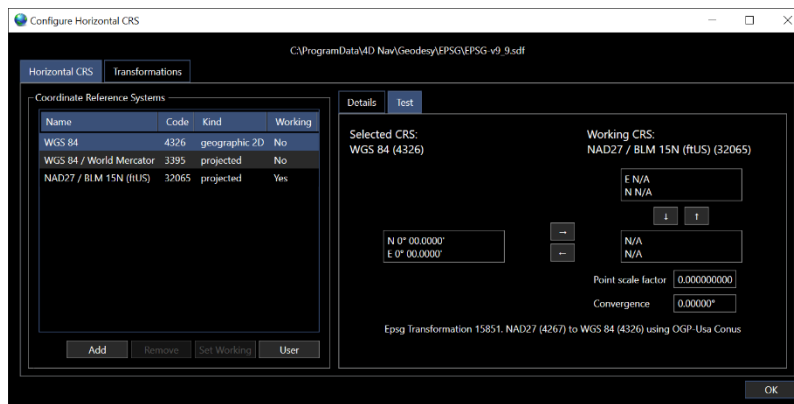 Configure Horizontal CRS
C:\ProgramData\4D Nav\Geodesy\EPSG\EPSG-v9_9.sdf
Horizontal CRS Transformations
Coordinate Reference Systems
Name Code Kind Working
WGS 84 4326 geographic 2D No
WGS 84 / World Mercator 3395 projected No
NAD27 / BLM 15N (ftUS) 32065 projected Yes
Add Remove Set Working User
Details Test
Selected CRS:
WGS 84 (4326)
Working CRS:
NAD27 / BLM 15N (ftUS) (32065)
E N/A
N N/A
↓ ↑
N 0° 00.0000'
E 0° 00.0000'
→
←
N/A
N/A
Point scale factor 0.000000000
Convergence 0.00000°
Epsg Transformation 15851. NAD27 (4267) to WGS 84 (4326) using OGP-Usa Conus
OK